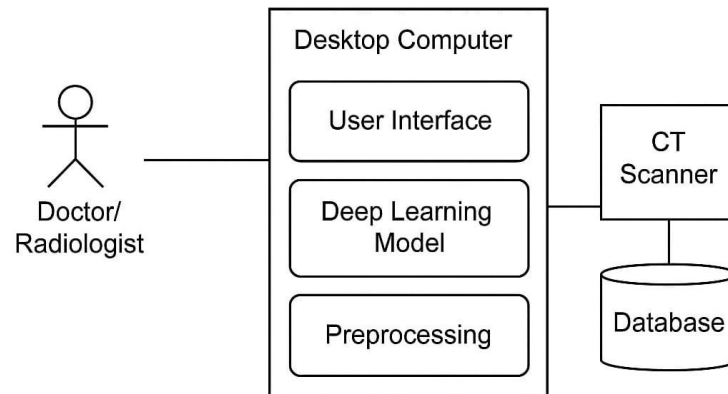 Desktop Computer
User Interface
Deep Learning
Model
Preprocessing
Doctor/
Radiologist
CT
Scanner
Database